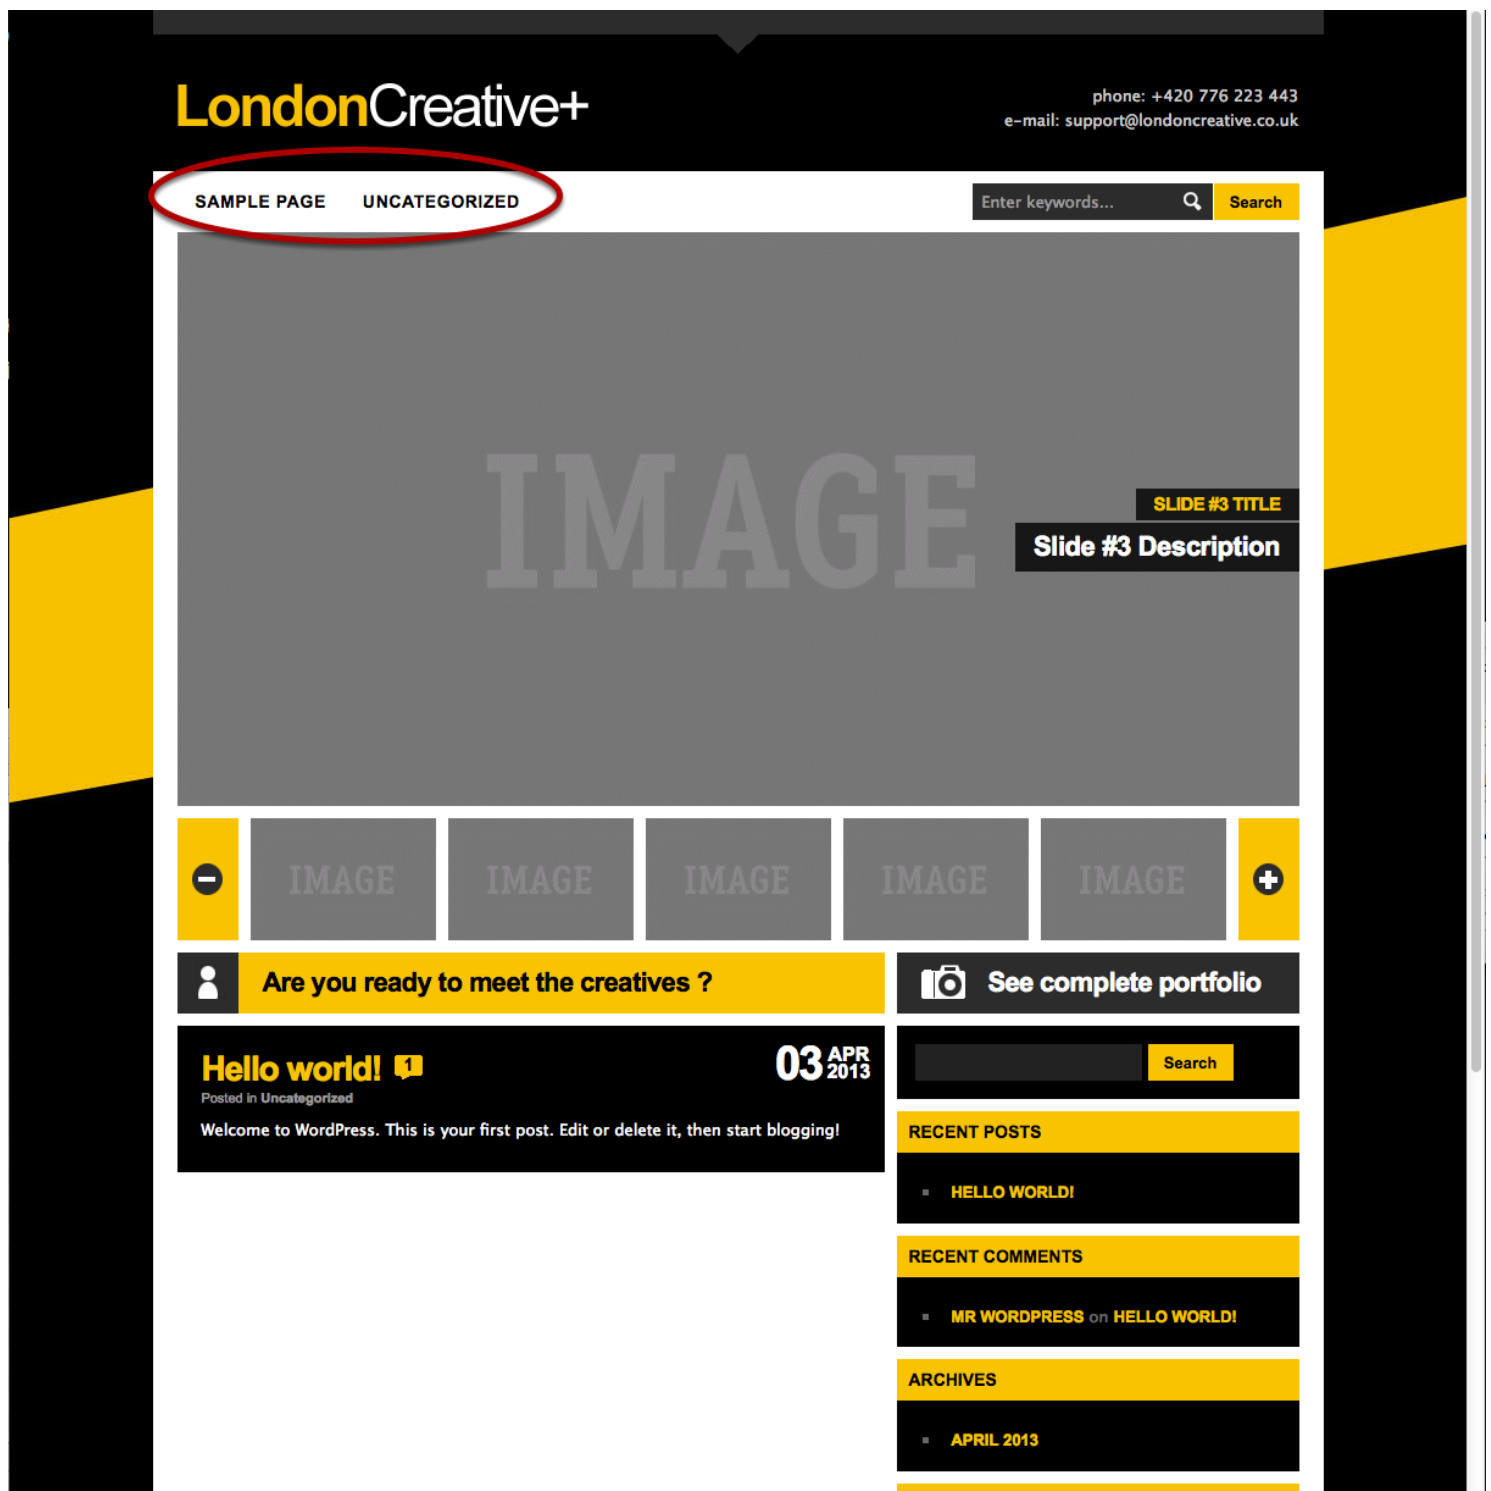 LondonCreative+
phone: +420 776 223 443
e-mail: support@londoncreative.co.uk
SAMPLE PAGE UNCATEGORIZED
Enter keywords... Search
IMAGE
SLIDE #3 TITLE
Slide #3 Description
IMAGE IMAGE IMAGE IMAGE IMAGE
Are you ready to meet the creatives ?
See complete portfolio
Hello world! 1
03 APR 2013
Posted in Uncategorized
Welcome to WordPress. This is your first post. Edit or delete it, then start blogging!
Search
RECENT POSTS
HELLO WORLD!
RECENT COMMENTS
MR WORDPRESS on HELLO WORLD!
ARCHIVES
APRIL 2013